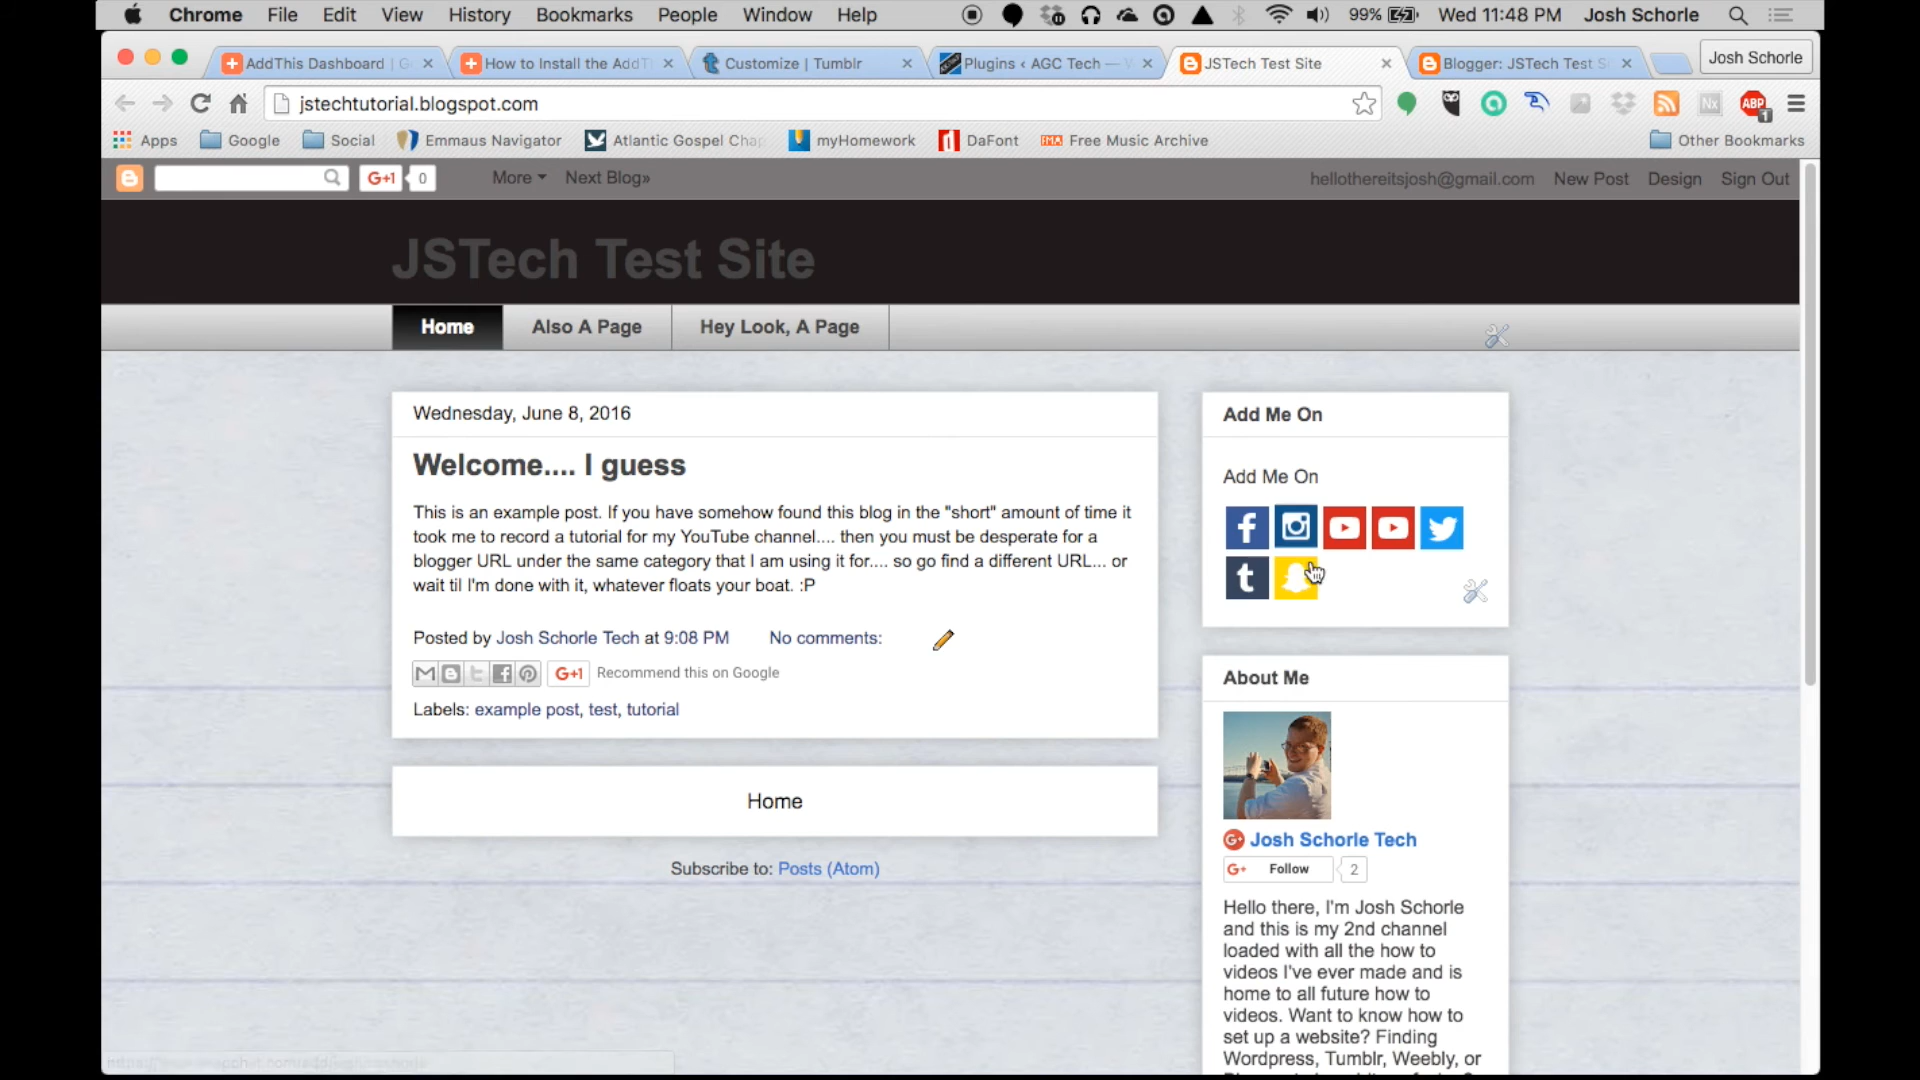 Chrome File Edit View History Bookmarks People Window Help 99% Wed 11:48 PM Josh Schorle
AddThis Dashboard | G
How to Install the AddT
Customize | Tumblr
Plugins ‹ AGC Tech — W
JSTech Test Site
Blogger: JSTech Test S
Josh Schorle
jstechtutorial.blogspot.com
ABP
1
Apps Google Social Emmaus Navigator Atlantic Gospel Chap myHomework DaFont FMA Free Music Archive Other Bookmarks
G+1 0 More Next Blog» hellothereitsjosh@gmail.com New Post Design Sign Out
JSTech Test Site
Home Also A Page Hey Look, A Page
Wednesday, June 8, 2016
Welcome.... I guess
This is an example post. If you have somehow found this blog in the "short" amount of time it
took me to record a tutorial for my YouTube channel.... then you must be desperate for a
blogger URL under the same category that I am using it for.... so go find a different URL... or
wait til I'm done with it, whatever floats your boat. :P
Posted by Josh Schorle Tech at 9:08 PM No comments:
G+1 Recommend this on Google
Labels: example post, test, tutorial
Home
Subscribe to: Posts (Atom)
Add Me On
Add Me On
About Me
Josh Schorle Tech
G+ Follow 2
Hello there, I'm Josh Schorle
and this is my 2nd channel
loaded with all the how to
videos I've ever made and is
home to all future how to
videos. Want to know how to
set up a website? Finding
Wordpress, Tumblr, Weebly, or